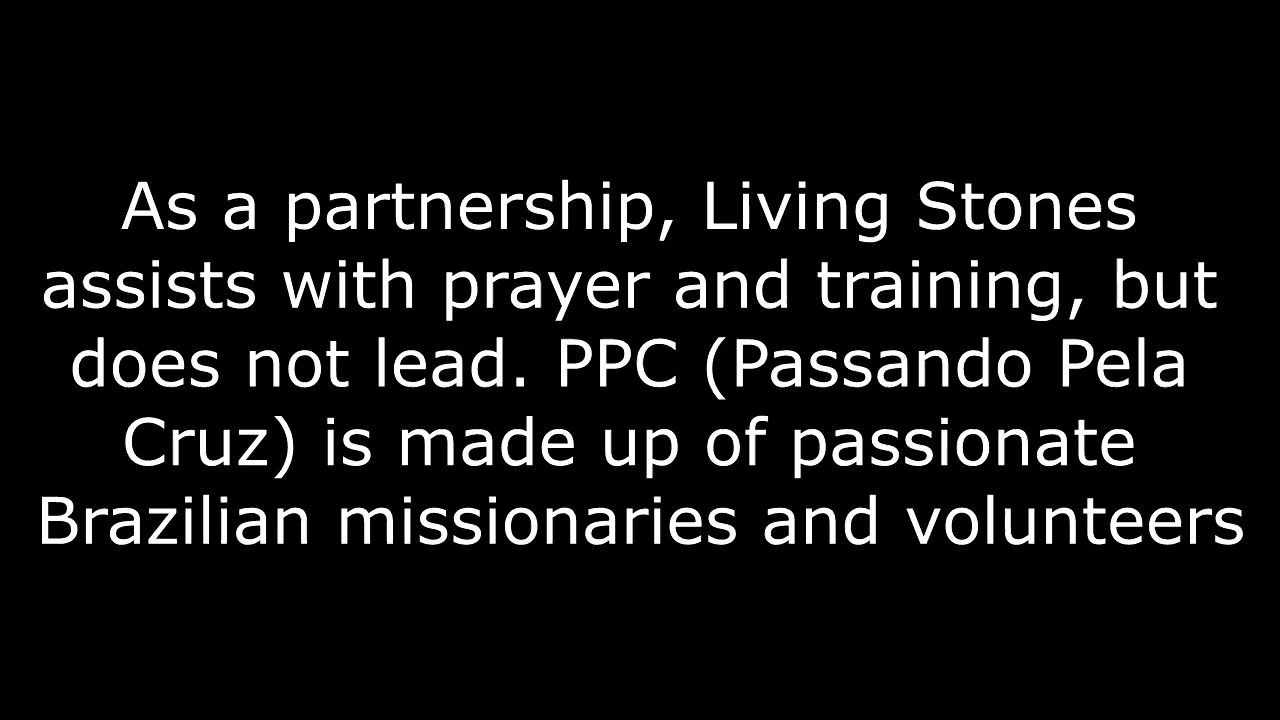 As a partnership, Living Stones
assists with prayer and training, but
does not lead. PPC (Passando Pela
Cruz) is made up of passionate
Brazilian missionaries and volunteers